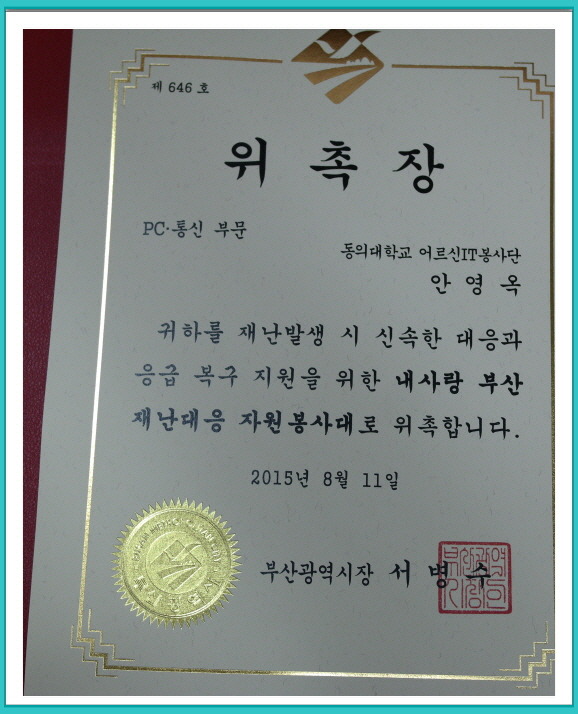 제 646 호
위 촉 장
PC·통신 부문
동의대학교 어르신IT봉사단
안 영 옥
귀하를 재난발생 시 신속한 대응과
응급 복구 지원을 위한 내사랑 부산
재난대응 자원봉사대로 위촉합니다.
2015년 8월 11일
부산광역시장 서 병 수